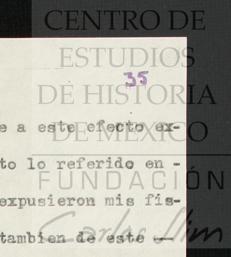 CENTRO DE
ESTUDIOS
35
DE HISTORIA
e a este efecto ex-
DE MEXICO
to lo referido en -
FUNDACIÓN
expusieron mis fis-
Carlos Slim
tambien de este —